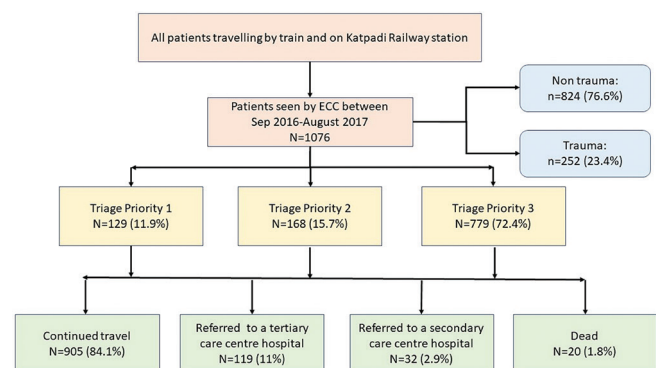 All patients travelling by train and on Katpadi Railway station
Non trauma:
n=824 (76.6%)
Patients seen by ECC between
Sep 2016-August 2017
N=1076
Trauma:
n=252 (23.4%)
Triage Priority 1
N=129 (11.9%)
Triage Priority 2
N=168 (15.7%)
Triage Priority 3
N=779 (72.4%)
Continued travel
N=905 (84.1%)
Referred to a tertiary
care centre hospital
N=119 (11%)
Referred to a secondary
care centre hospital
N=32 (2.9%)
Dead
N=20 (1.8%)